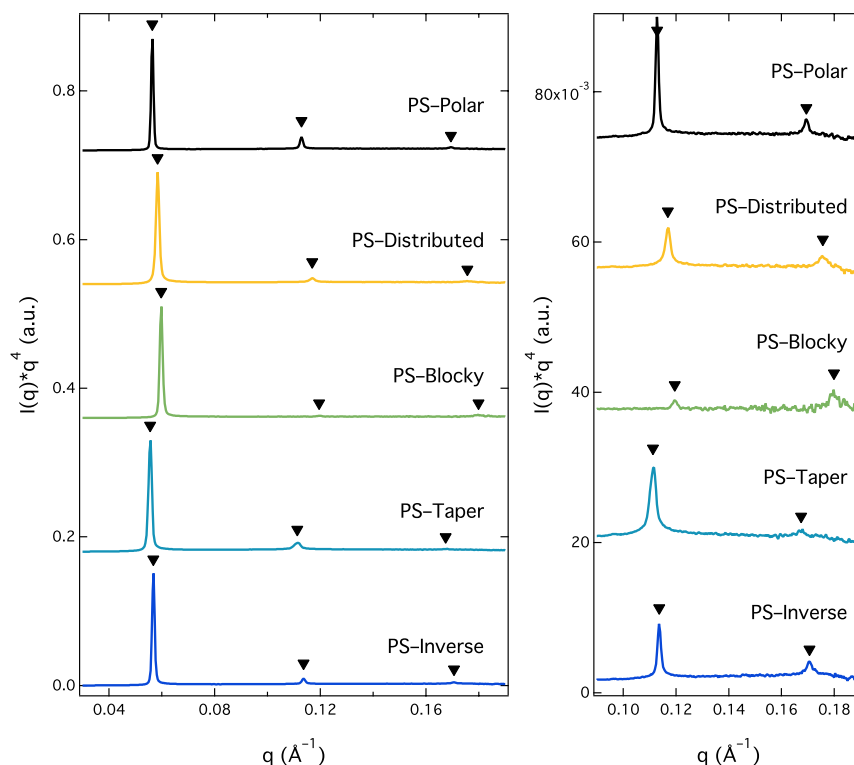 0.8
0.6
0.4
0.2
0.0
I(q)*q⁴ (a.u.)
PS–Polar
PS–Distributed
PS–Blocky
PS–Taper
PS–Inverse
0.04
0.08
0.12
0.16
q (Å⁻¹)
80x10⁻³
60
40
20
0
I(q)*q⁴ (a.u.)
PS–Polar
PS–Distributed
PS–Blocky
PS–Taper
PS–Inverse
0.10
0.12
0.14
0.16
0.18
q (Å⁻¹)